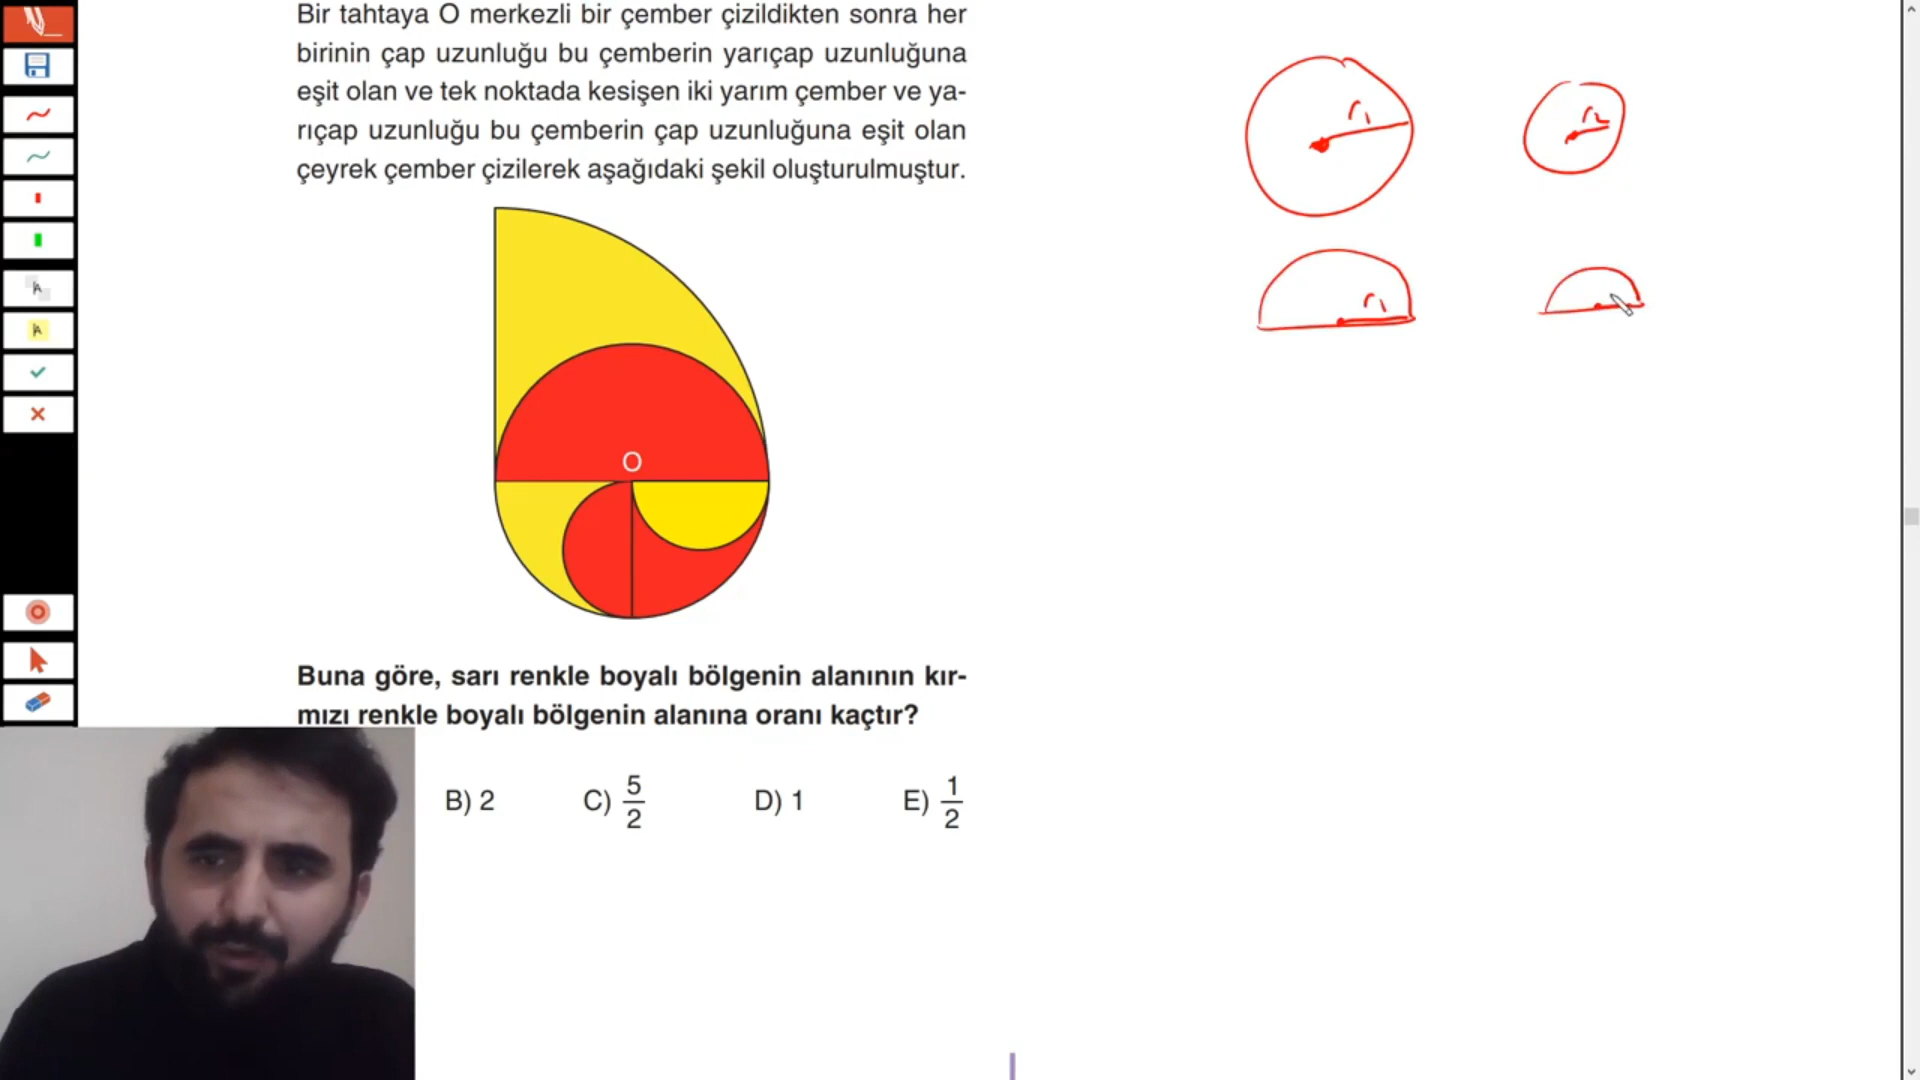 Bir tahtaya O merkezli bir çember çizildikten sonra her
birinin çap uzunluğu bu çemberin yarıçap uzunluğuna
eşit olan ve tek noktada kesişen iki yarım çember ve ya-
rıçap uzunluğu bu çemberin çap uzunluğuna eşit olan
çeyrek çember çizilerek aşağıdaki şekil oluşturulmuştur.
O
Buna göre, sarı renkle boyalı bölgenin alanının kır-
mızı renkle boyalı bölgenin alanına oranı kaçtır?
B) 2 C) 5/2 D) 1 E) 1/2
r₁ r₂
r₁
A
A